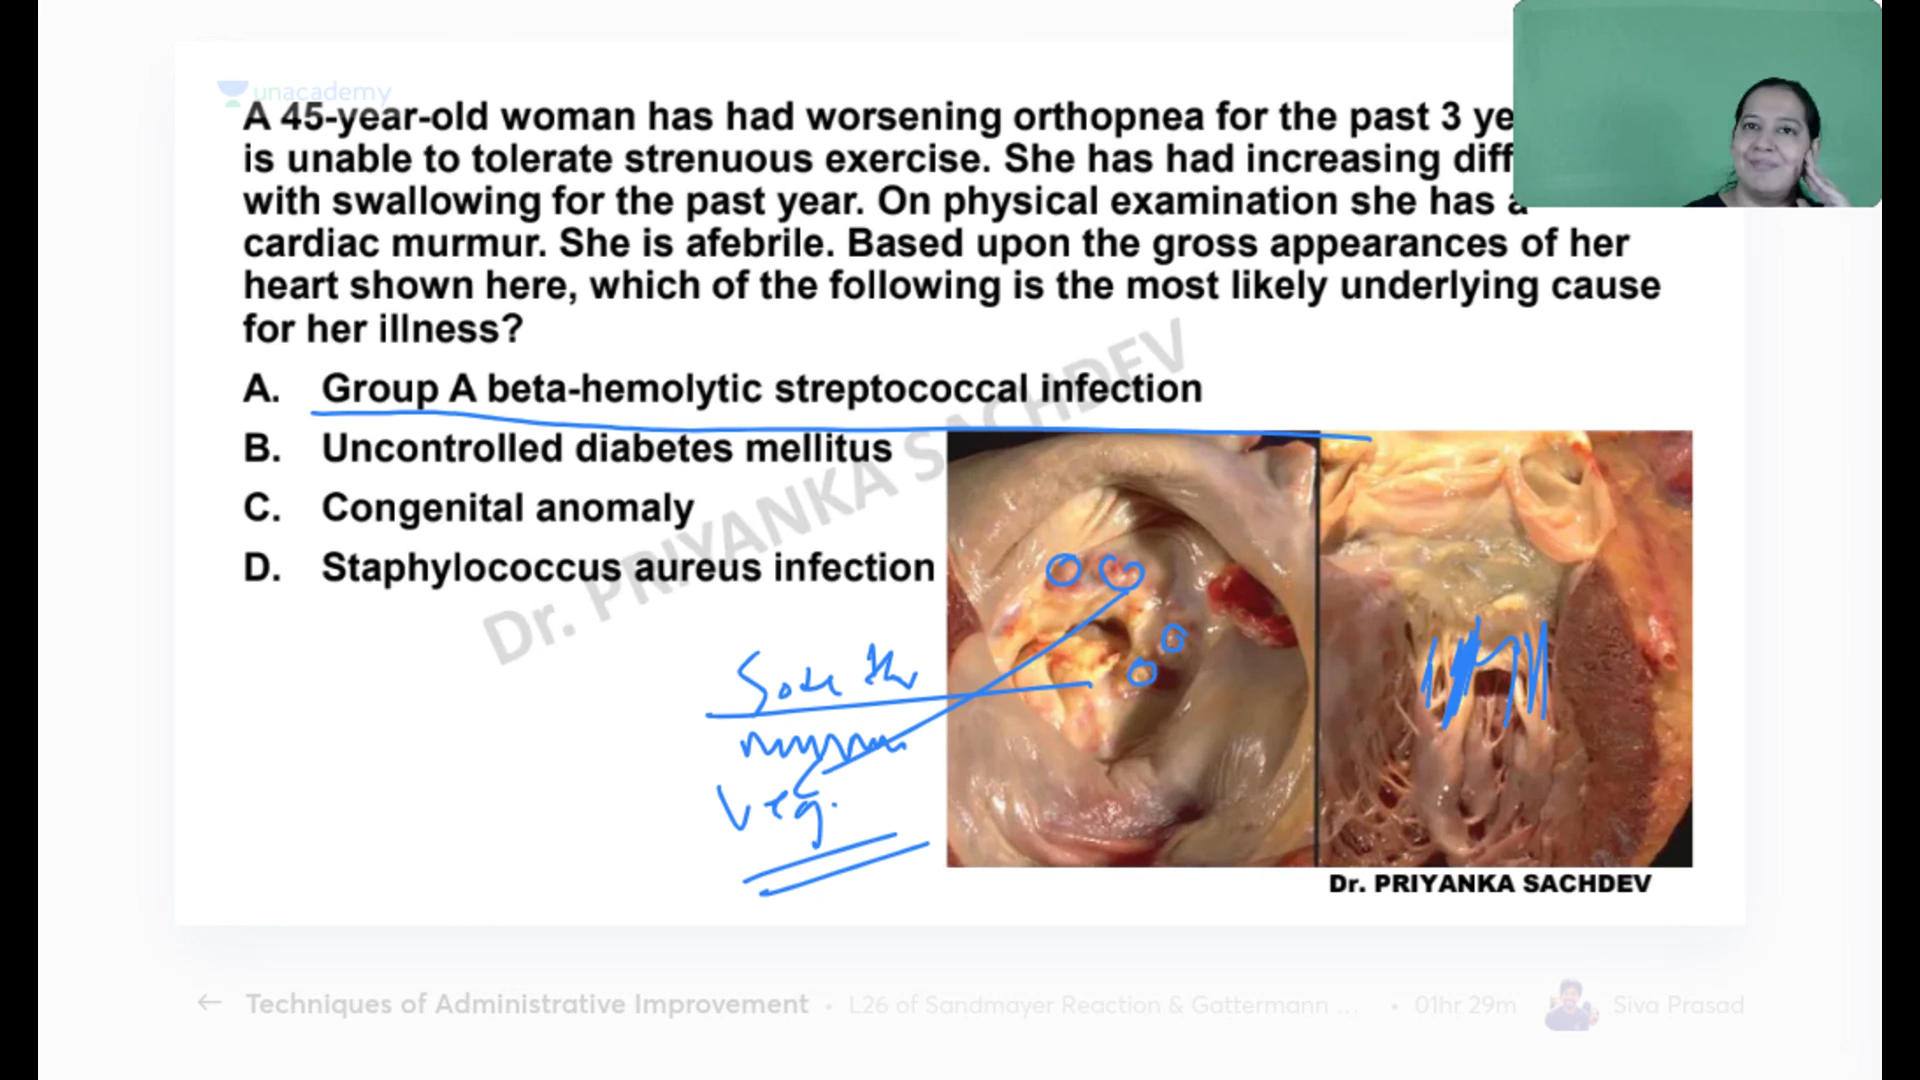 unacademy
A 45-year-old woman has had worsening orthopnea for the past 3 ye
is unable to tolerate strenuous exercise. She has had increasing diff
with swallowing for the past year. On physical examination she has a
cardiac murmur. She is afebrile. Based upon the gross appearances of her
heart shown here, which of the following is the most likely underlying cause
for her illness?
A. Group A beta-hemolytic streptococcal infection
B. Uncontrolled diabetes mellitus
C. Congenital anomaly
D. Staphylococcus aureus infection
Dr. PRIYANKA SACHDEV
veg.
Dr. PRIYANKA SACHDEV
← Techniques of Administrative Improvement • L26 of Sandmayer Reaction & Gattermann ... • 01hr 29m Siva Prasad